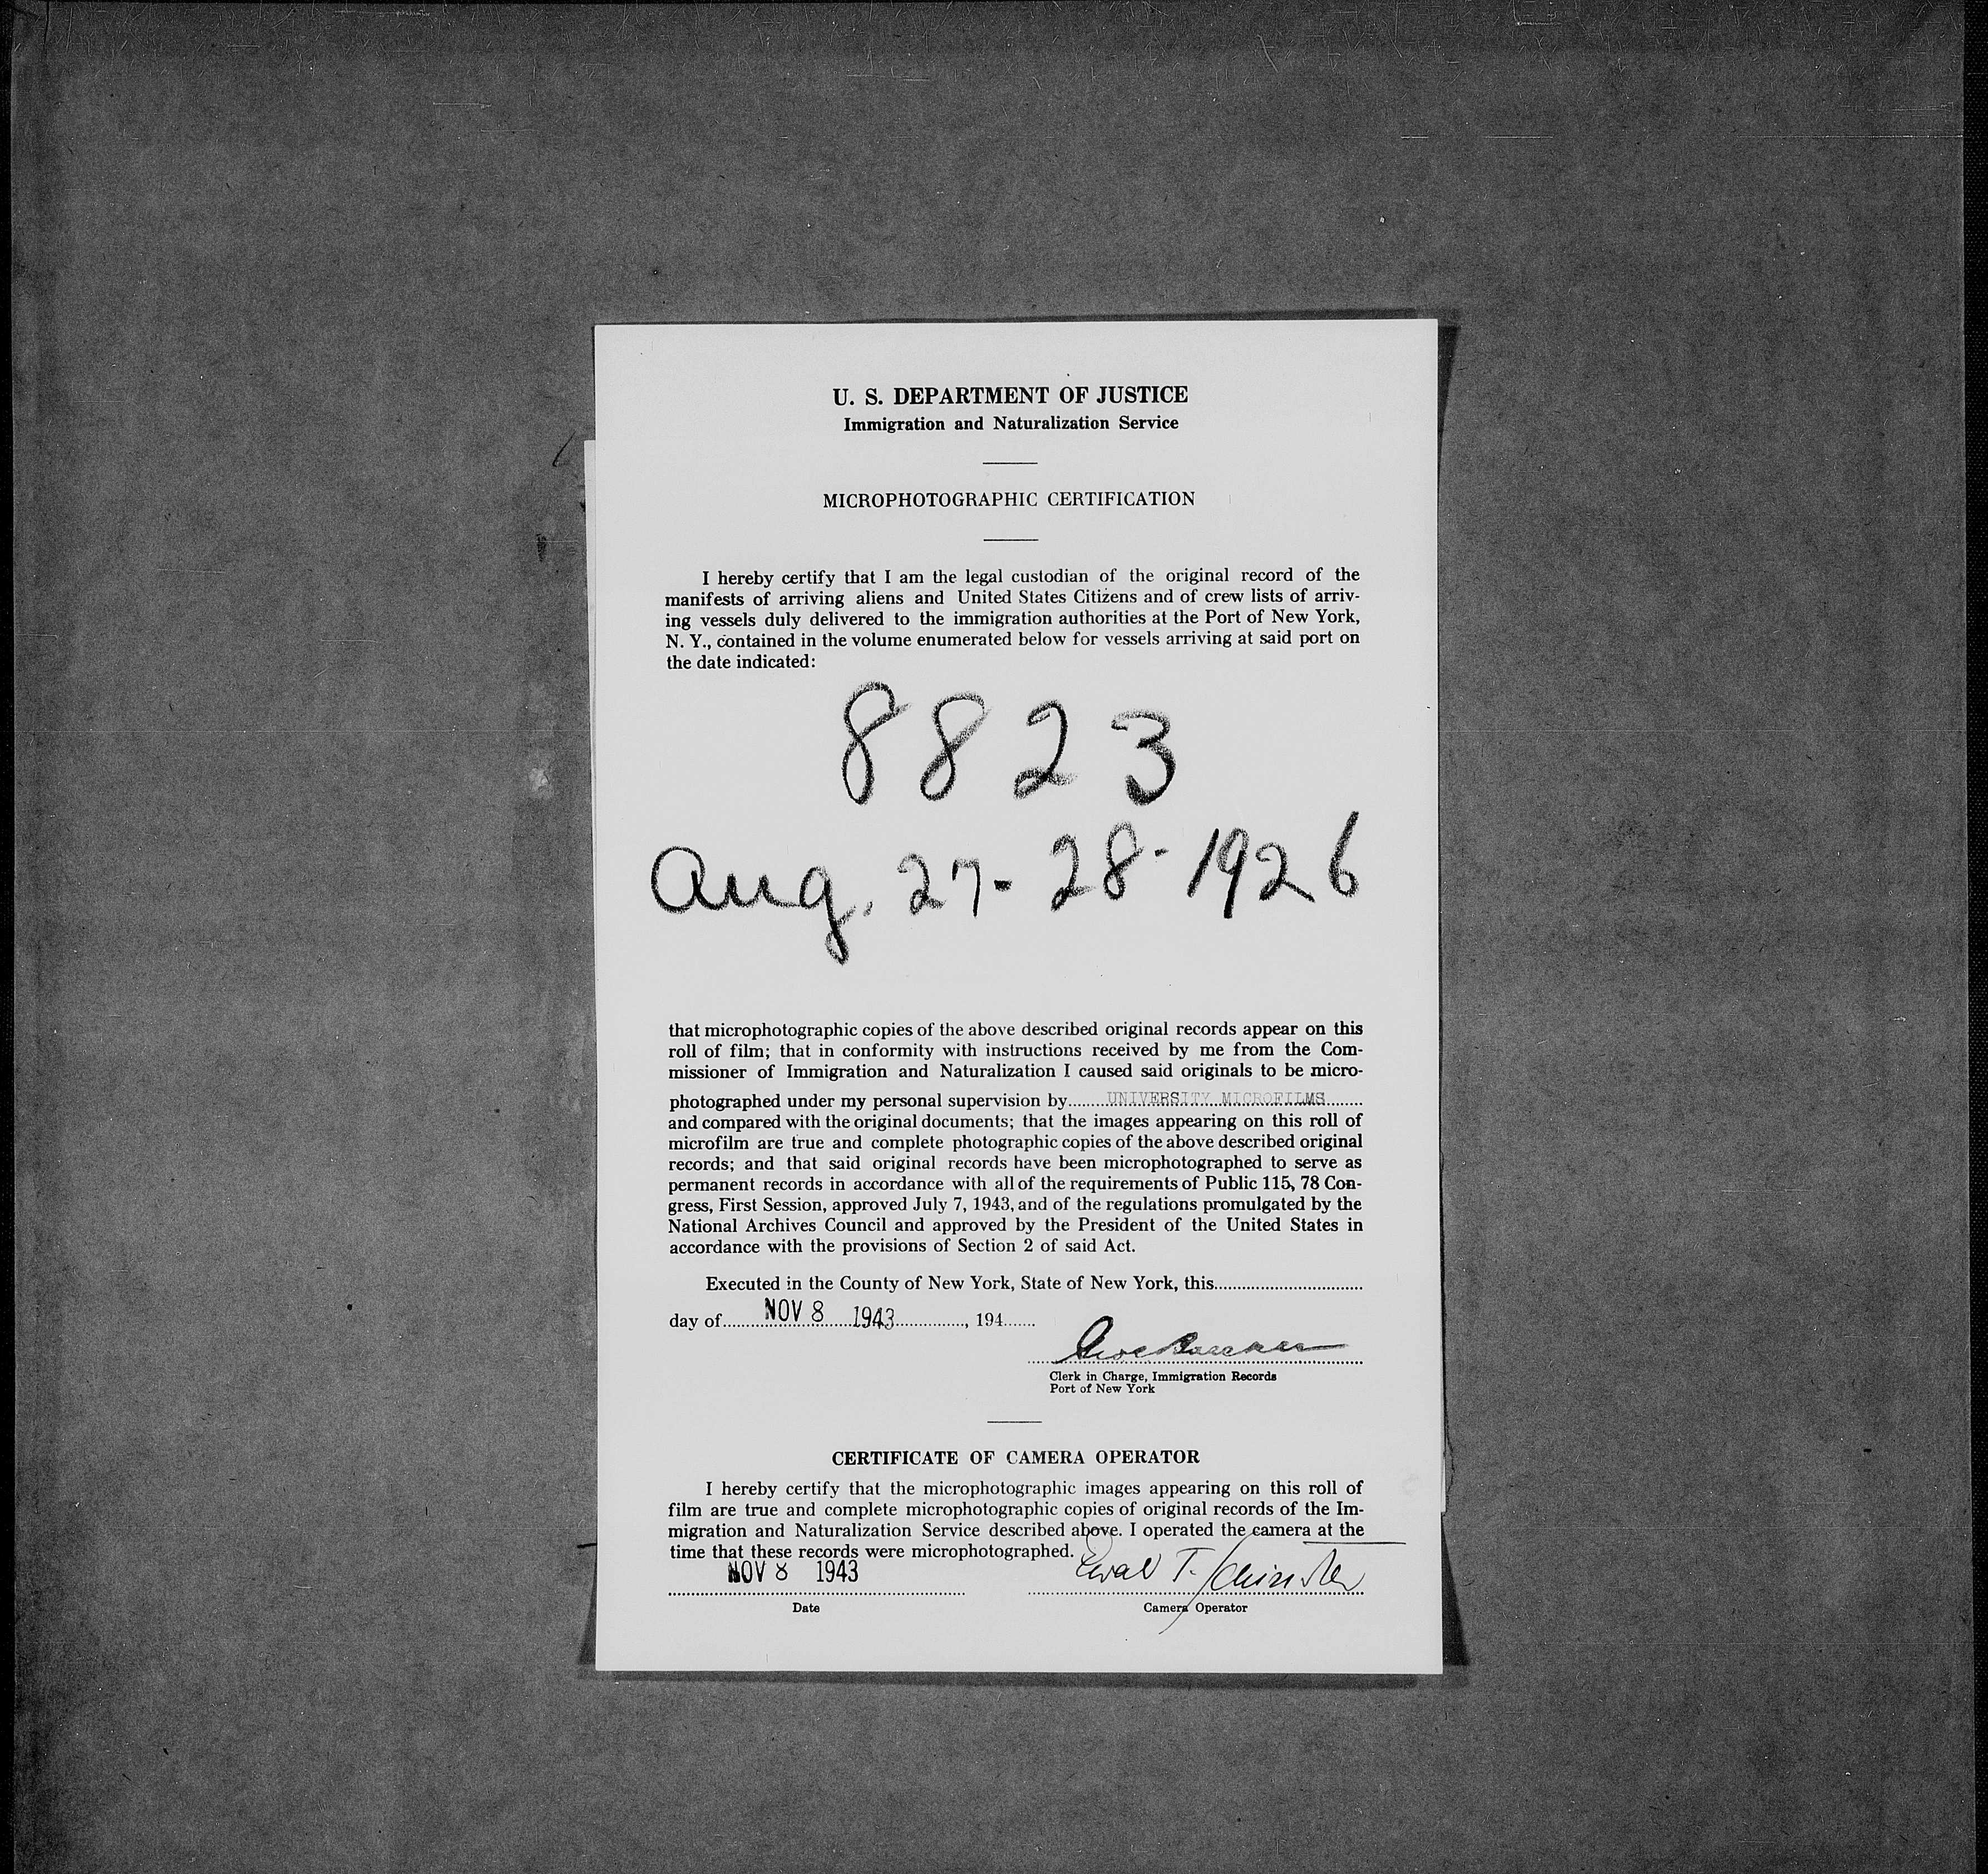 U. S. DEPARTMENT OF JUSTICE
Immigration and Naturalization Service
MICROPHOTOGRAPHIC CERTIFICATION
I hereby certify that I am the legal custodian of the original record of the
manifests of arriving aliens and United States Citizens and of crew lists of arriv-
ing vessels duly delivered to the immigration authorities at the Port of New York,
N. Y., contained in the volume enumerated below for vessels arriving at said port on
the date indicated:
8823
Aug. 27-28-1926
that microphotographic copies of the above described original records appear on this
roll of film; that in conformity with instructions received by me from the Com-
missioner of Immigration and Naturalization I caused said originals to be micro-
photographed under my personal supervision by UNIVERSITY MICROFILMS
and compared with the original documents; that the images appearing on this roll of
microfilm are true and complete photographic copies of the above described original
records; and that said original records have been microphotographed to serve as
permanent records in accordance with all of the requirements of Public 115, 78 Con-
gress, First Session, approved July 7, 1943, and of the regulations promulgated by the
National Archives Council and approved by the President of the United States in
accordance with the provisions of Section 2 of said Act.
Executed in the County of New York, State of New York, this
day of NOV 8 1943, 194
Clerk in Charge, Immigration Records
Port of New York
CERTIFICATE OF CAMERA OPERATOR
I hereby certify that the microphotographic images appearing on this roll of
film are true and complete microphotographic copies of original records of the Im-
migration and Naturalization Service described above. I operated the camera at the
time that these records were microphotographed.
NOV 8 1943
Date
Camera Operator